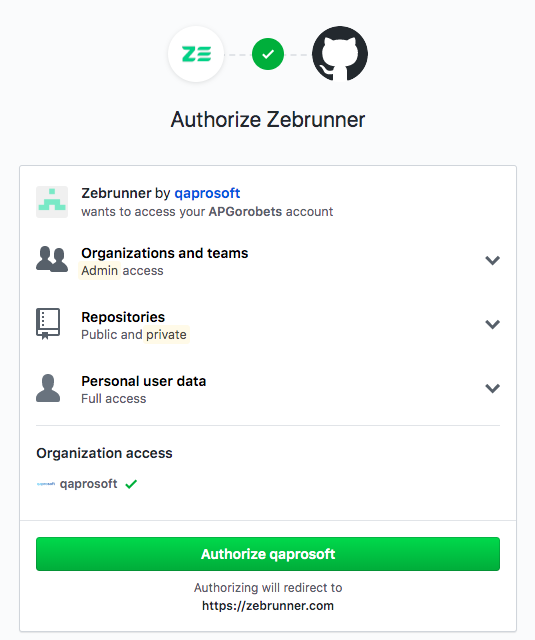 ZE
Authorize Zebrunner
Zebrunner by qaprosoft
wants to access your APGorobets account
Organizations and teams
Admin access
Repositories
Public and private
Personal user data
Full access
Organization access
qaprosoft
Authorize qaprosoft
Authorizing will redirect to
https://zebrunner.com